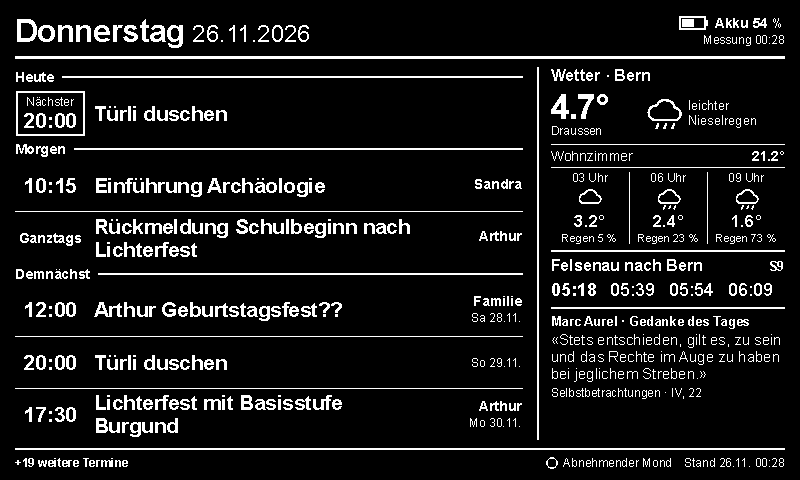 Donnerstag 26.11.2026
Akku 54 %
Messung 00:28
Heute
Nächster
20:00 Türli duschen
Morgen
10:15 Einführung Archäologie Sandra
Ganztags Rückmeldung Schulbeginn nach Lichterfest Arthur
Demnächst
12:00 Arthur Geburtstagsfest?? Familie
Sa 28.11.
20:00 Türli duschen So 29.11.
17:30 Lichterfest mit Basisstufe Burgund Arthur
Mo 30.11.
Wetter · Bern
4.7°
Draussen
leichter
Nieselregen
Wohnzimmer 21.2°
03 Uhr 06 Uhr 09 Uhr
3.2° 2.4° 1.6°
Regen 5 % Regen 23 % Regen 73 %
Felsenau nach Bern S9
05:18 05:39 05:54 06:09
Marc Aurel · Gedanke des Tages
«Stets entschieden, gilt es, zu sein
und das Rechte im Auge zu haben
bei jeglichem Streben.»
Selbstbetrachtungen · IV, 22
+19 weitere Termine
Abnehmender Mond Stand 26.11. 00:28